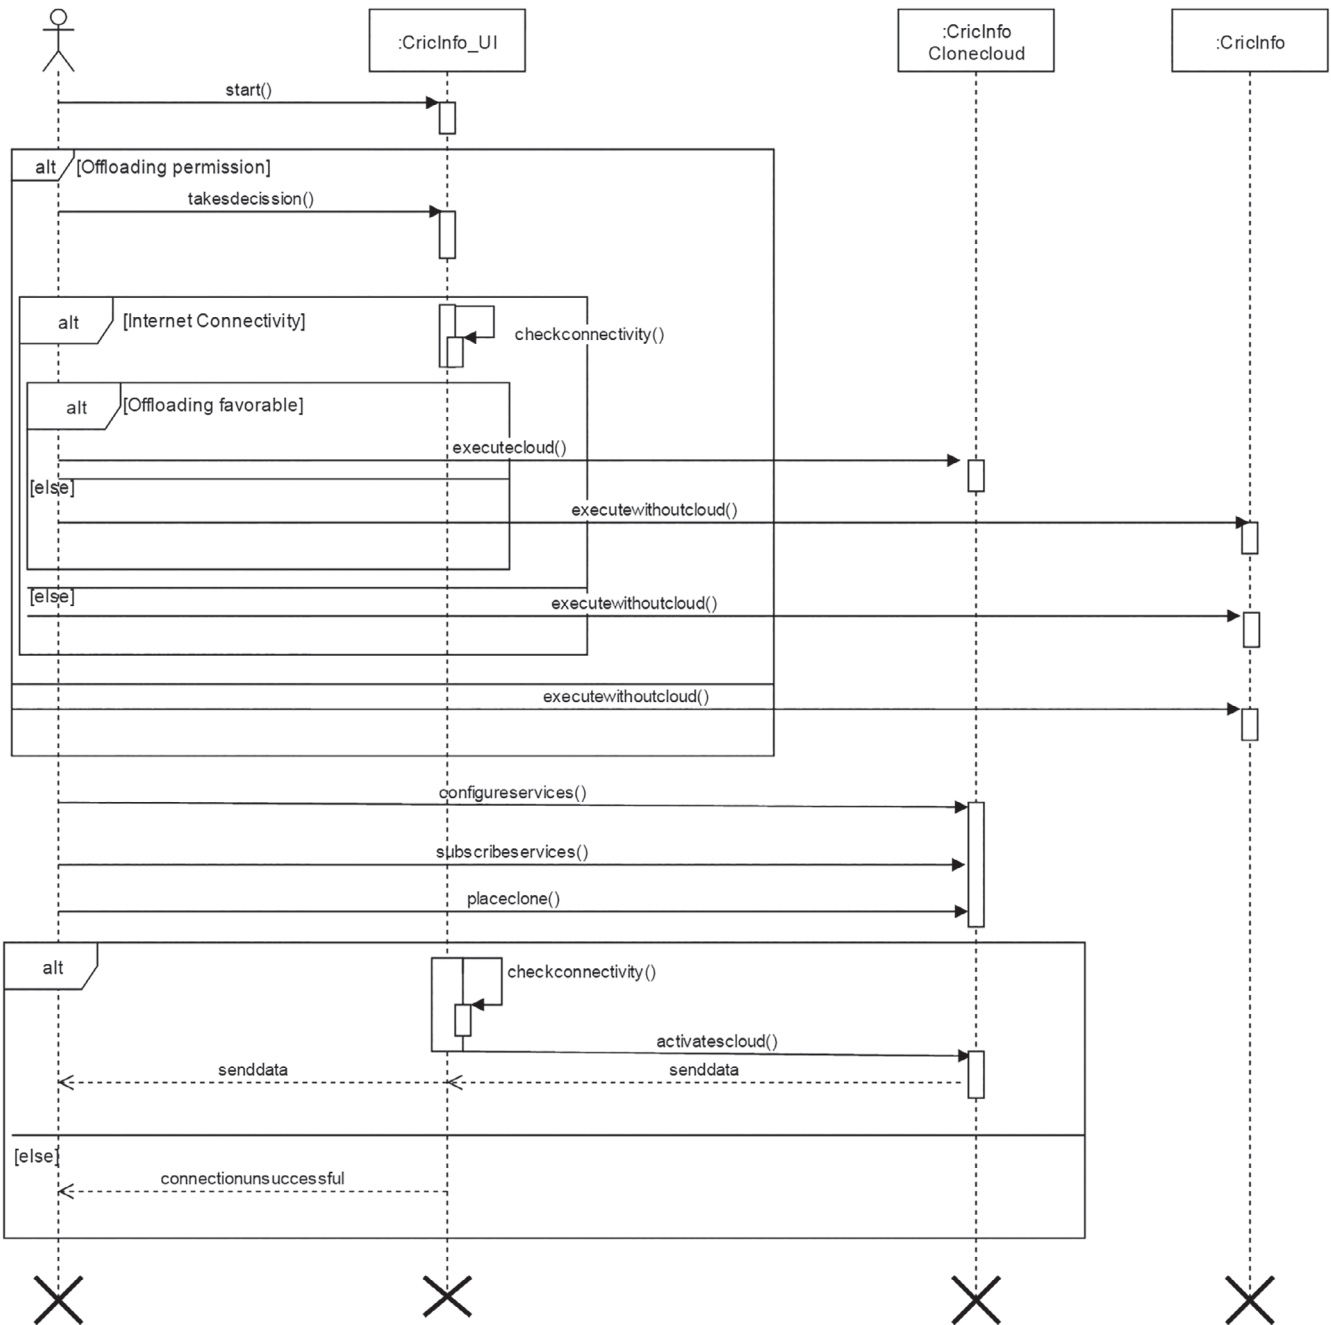 :CricInfo_UI
:CricInfo
Clonecloud
:CricInfo
start()
alt [Offloading permission]
takesdecission()
alt [Internet Connectivity]
checkconnectivity()
alt [Offloading favorable]
executecloud()
[else]
executewithoutcloud()
[else]
executewithoutcloud()
executewithoutcloud()
configureservices()
subscribeservices()
placeclone()
alt
checkconnectivity()
activatescloud()
senddata
senddata
[else]
connectionunsuccessful